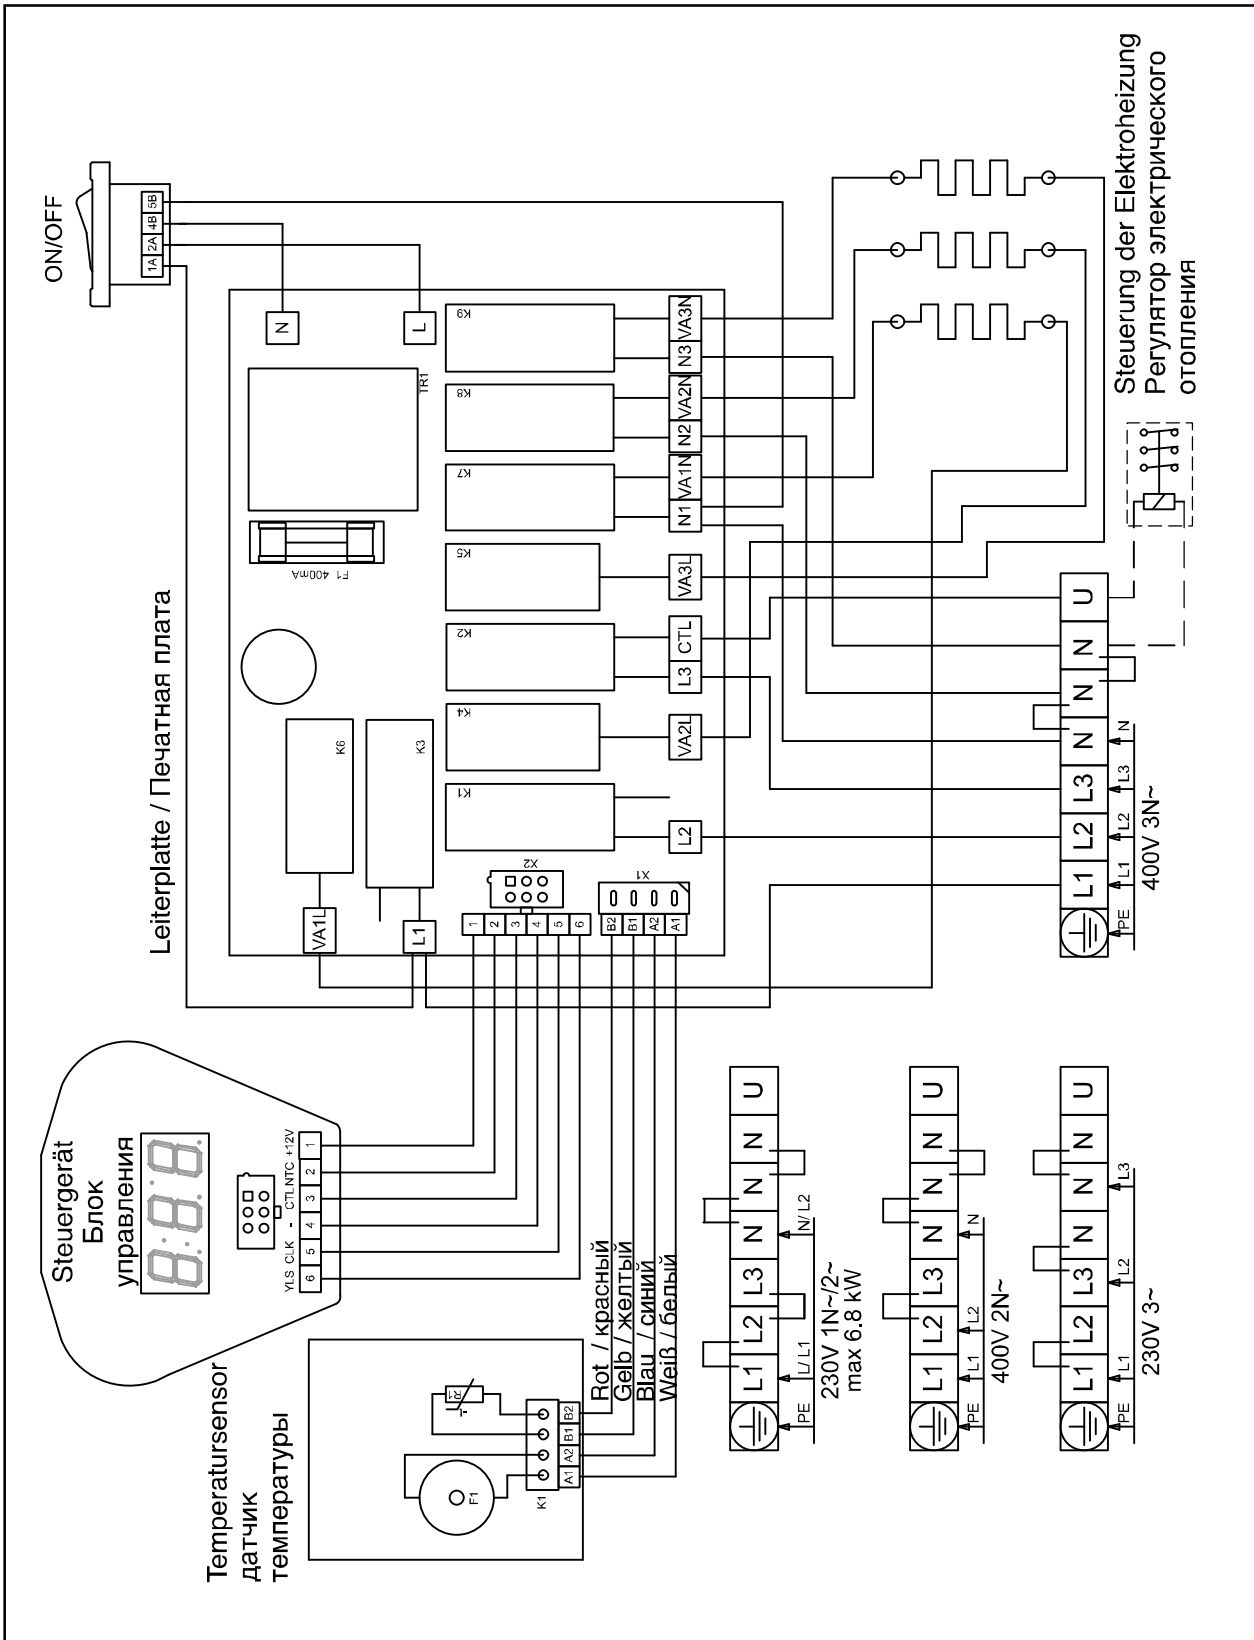 Temperatursensor
датчик
температуры
F1
R1
-t
K1
A1 A2 B1 B2
Rot / красный
Gelb / желтый
Blau / синий
Weiß / белый
Steuergerät
Блок
управления
8:8.8.
YLS CLK - CTL NTC +12V
6 5 4 3 2 1
Leiterplatte / Печатная плата
VA1L
L1
K6
K3
1
2
3
4
5
6
X2
X1
B2
B1
A2
A1
K1
L2
K4
VA2L
K2
L3 CTL
K5
VA3L
K7
N1 VA1N
K8
N2 VA2N
K9
N3 VA3N
F1 400mA
TR1
N
L
ON/OFF
1A 2A 4B 5B
Steuerung der Elektroheizung
Регулятор электрического
отопления
L1 L2 L3 N N N U
PE L1 L2 L3 N
400V 3N~
L1 L2 L3 N N N U
PE L/ L1 N/ L2
230V 1N~/2~
max 6.8 kW
L1 L2 L3 N N N U
PE L1 L2 N
400V 2N~
L1 L2 L3 N N N U
PE L1 L2 L3
230V 3~